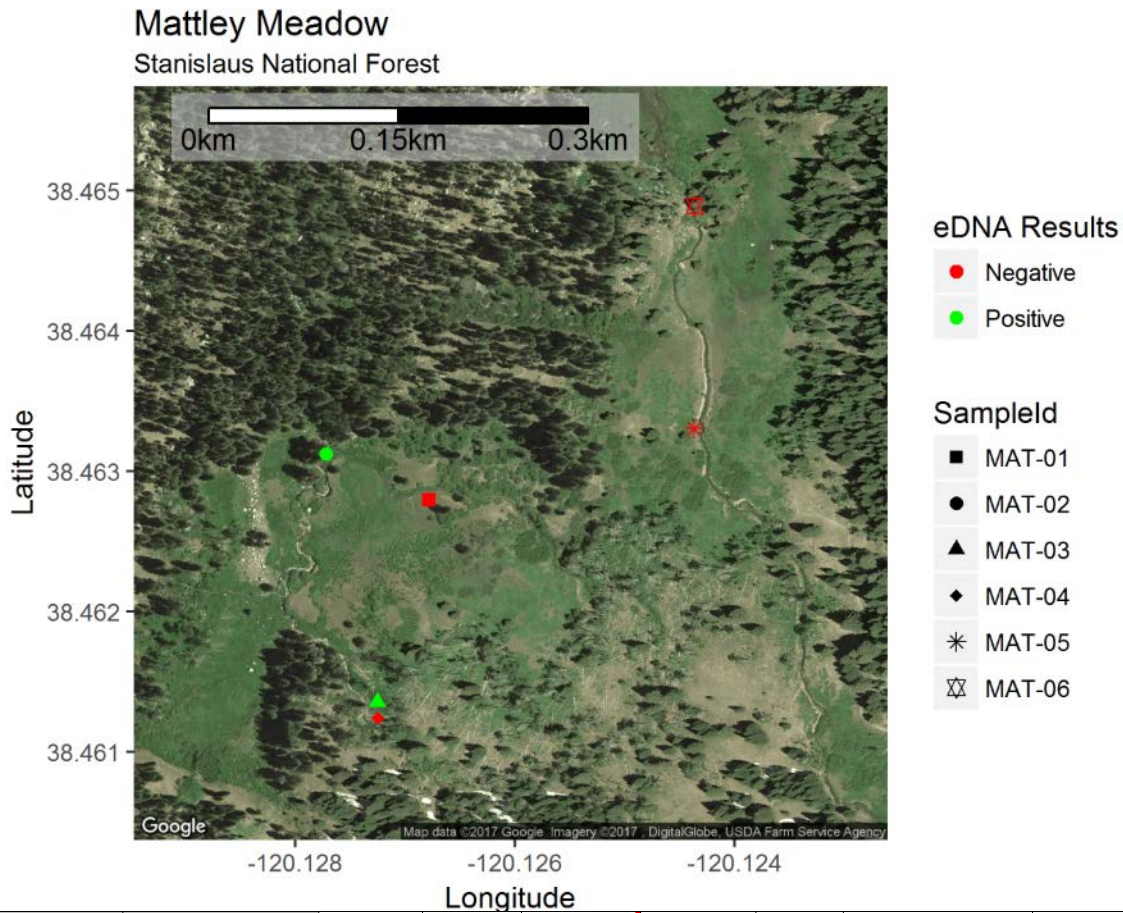 Mattley Meadow
Stanislaus National Forest
0km 0.15km 0.3km
38.465
38.464
38.463
38.462
38.461
Latitude
Google
Map data ©2017 Google Imagery ©2017 , DigitalGlobe, USDA Farm Service Agency
-120.128 -120.126 -120.124
Longitude
eDNA Results
Negative
Positive
SampleId
MAT-01
MAT-02
MAT-03
MAT-04
MAT-05
MAT-06